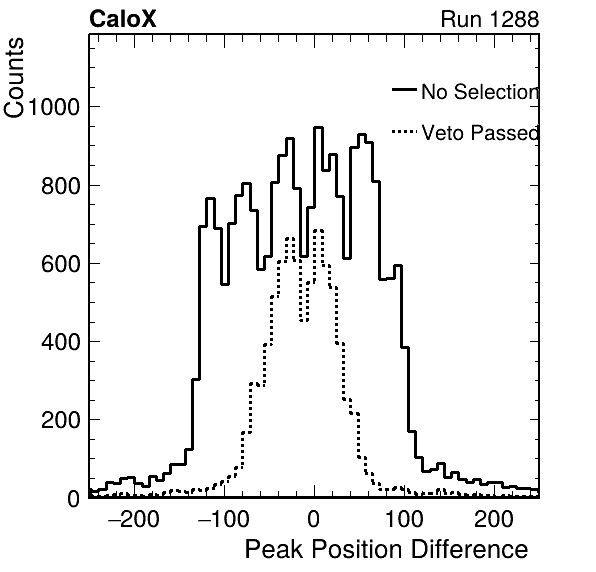 CaloX Run 1288
Counts
1000
800
600
400
200
0
No Selection
Veto Passed
−200 −100 0 100 200
Peak Position Difference